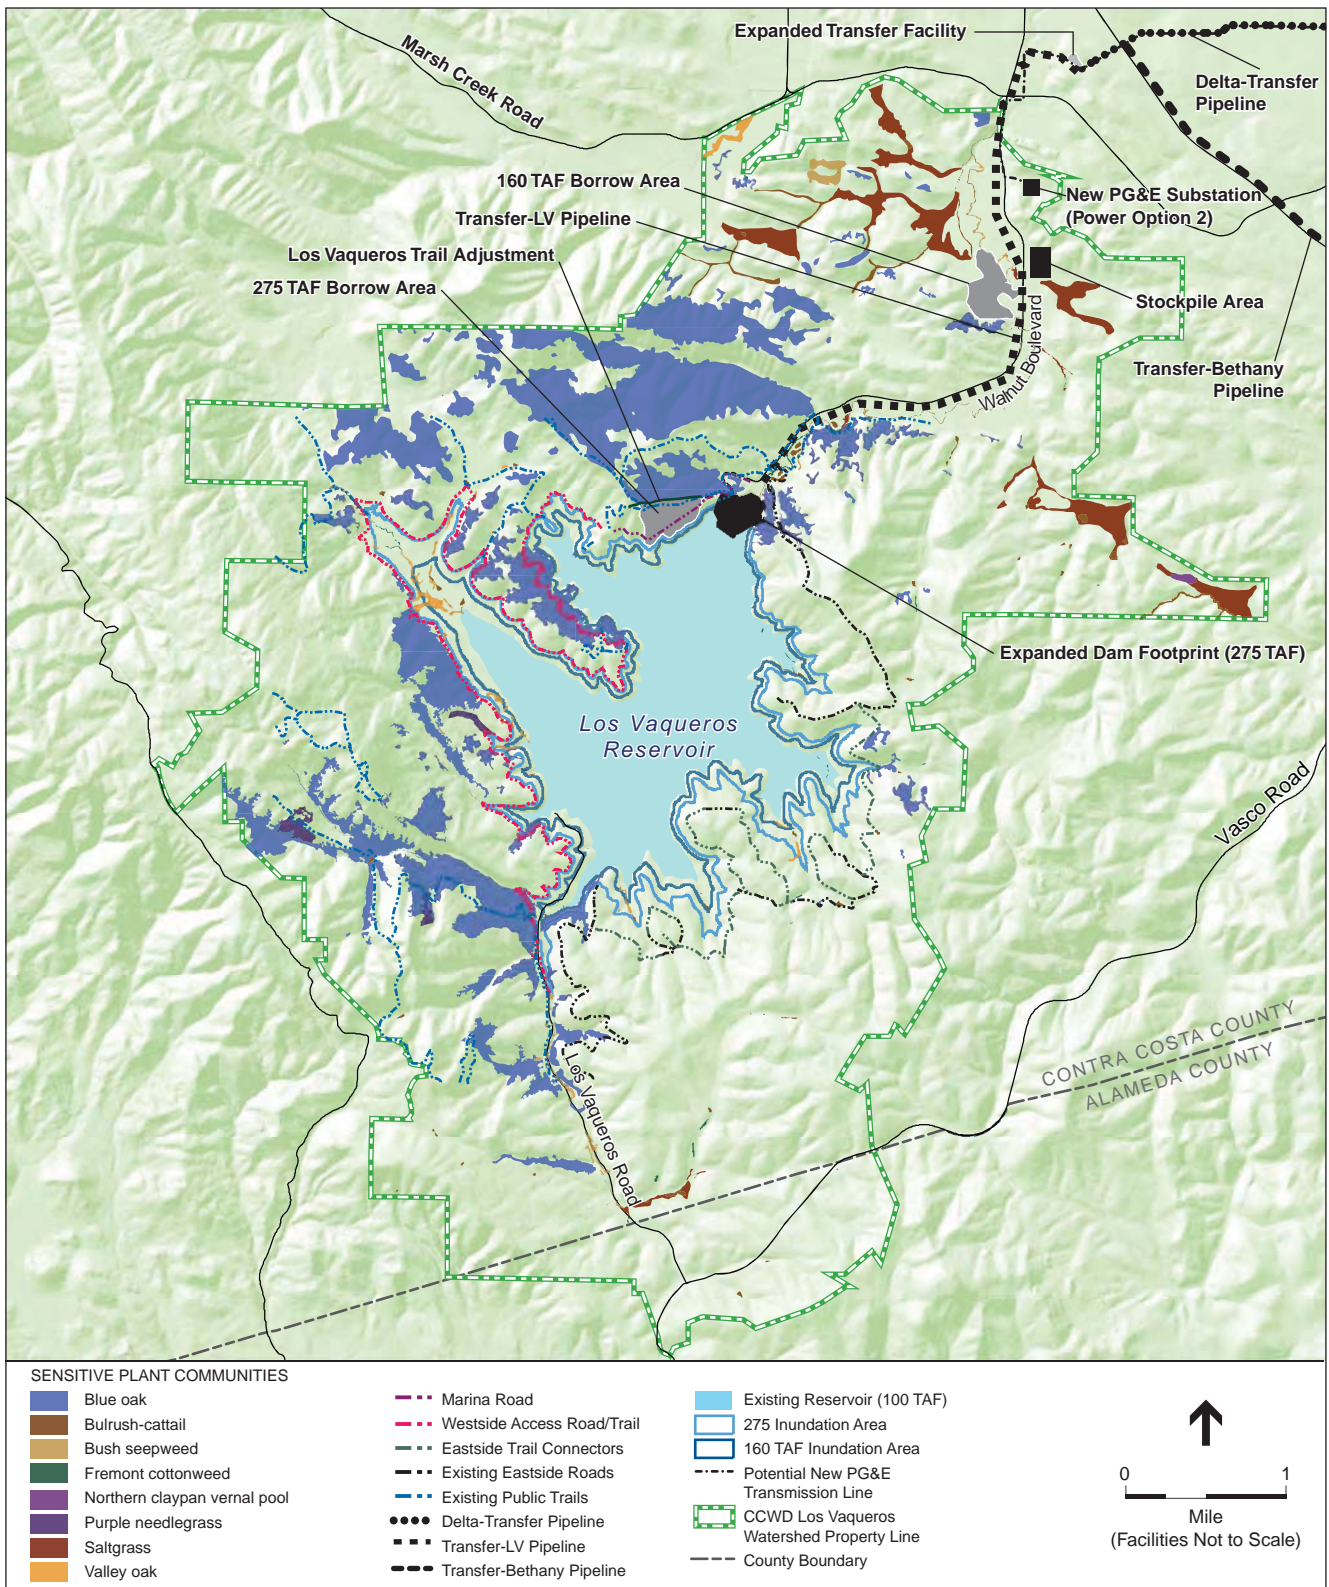 Expanded Transfer Facility
Marsh Creek Road
Delta-Transfer
Pipeline
160 TAF Borrow Area
New PG&E Substation
(Power Option 2)
Transfer-LV Pipeline
Los Vaqueros Trail Adjustment
275 TAF Borrow Area
Stockpile Area
Walnut Boulevard
Transfer-Bethany
Pipeline
Expanded Dam Footprint (275 TAF)
Los Vaqueros
Reservoir
Vasco Road
CONTRA COSTA COUNTY
ALAMEDA COUNTY
Los Vaqueros Road
SENSITIVE PLANT COMMUNITIES
Blue oak
Bulrush-cattail
Bush seepweed
Fremont cottonweed
Northern claypan vernal pool
Purple needlegrass
Saltgrass
Valley oak
Marina Road
Westside Access Road/Trail
Eastside Trail Connectors
Existing Eastside Roads
Existing Public Trails
Delta-Transfer Pipeline
Transfer-LV Pipeline
Transfer-Bethany Pipeline
Existing Reservoir (100 TAF)
275 Inundation Area
160 TAF Inundation Area
Potential New PG&E
Transmission Line
CCWD Los Vaqueros
Watershed Property Line
County Boundary
0 1
Mile
(Facilities Not to Scale)